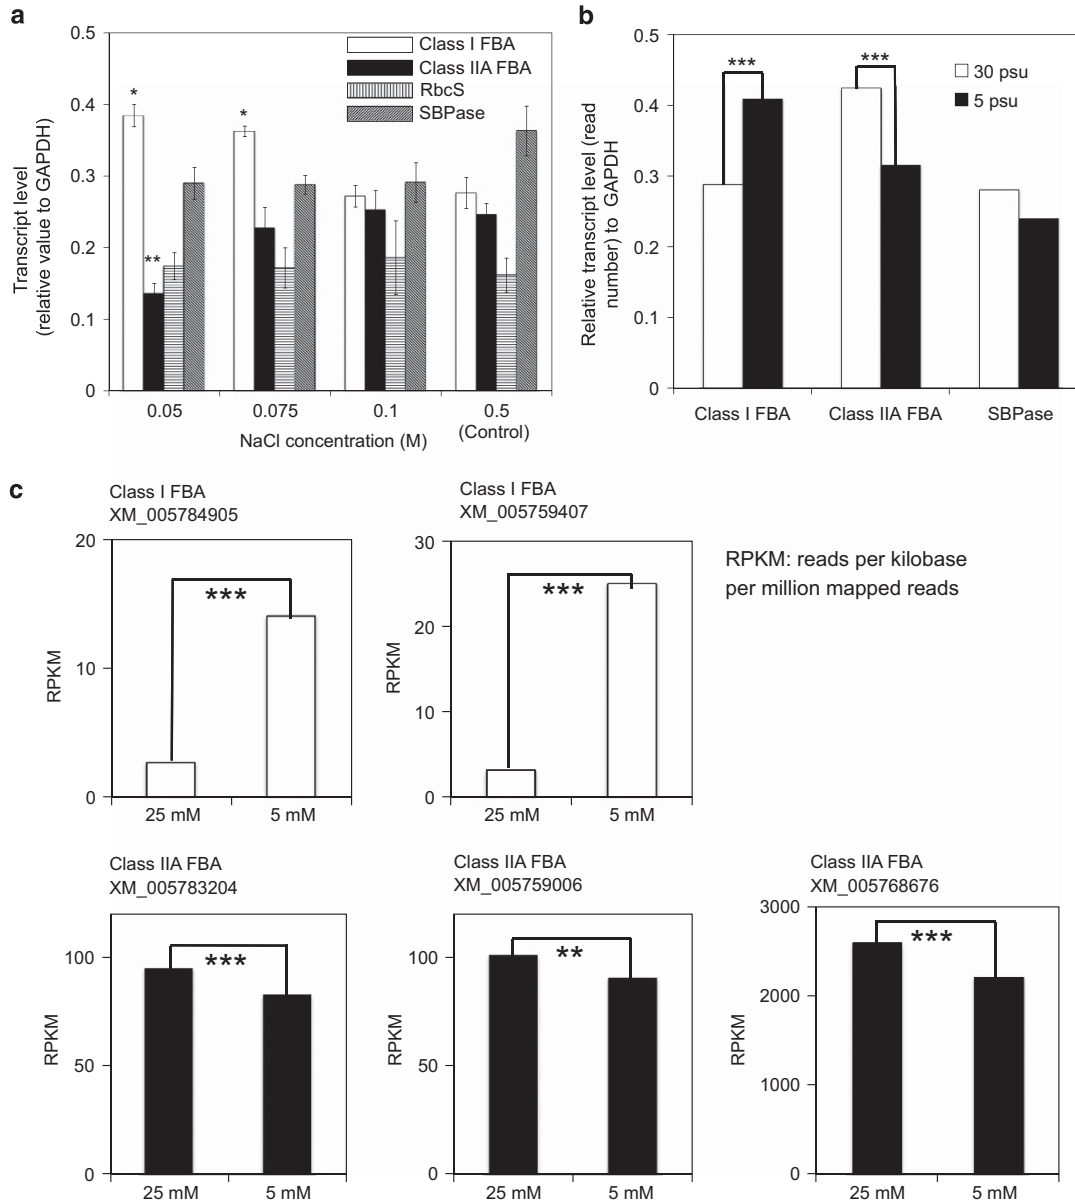 a
0.5
0.4
0.3
0.2
0.1
0
Transcript level
(relative value to GAPDH)
Class I FBA
Class IIA FBA
RbcS
SBPase
*
**
*
0.05
0.075
0.1
0.5
(Control)
NaCl concentration (M)
b
0.5
0.4
0.3
0.2
0.1
0
Relative transcript level (read
number) to GAPDH
***
***
30 psu
5 psu
Class I FBA
Class IIA FBA
SBPase
c
Class I FBA
XM_005784905
20
10
0
RPKM
***
25 mM
5 mM
Class I FBA
XM_005759407
30
20
10
0
RPKM
***
25 mM
5 mM
RPKM: reads per kilobase
per million mapped reads
Class IIA FBA
XM_005783204
100
50
0
RPKM
***
25 mM
5 mM
Class IIA FBA
XM_005759006
100
50
0
RPKM
**
25 mM
5 mM
Class IIA FBA
XM_005768676
3000
2000
1000
0
RPKM
***
25 mM
5 mM